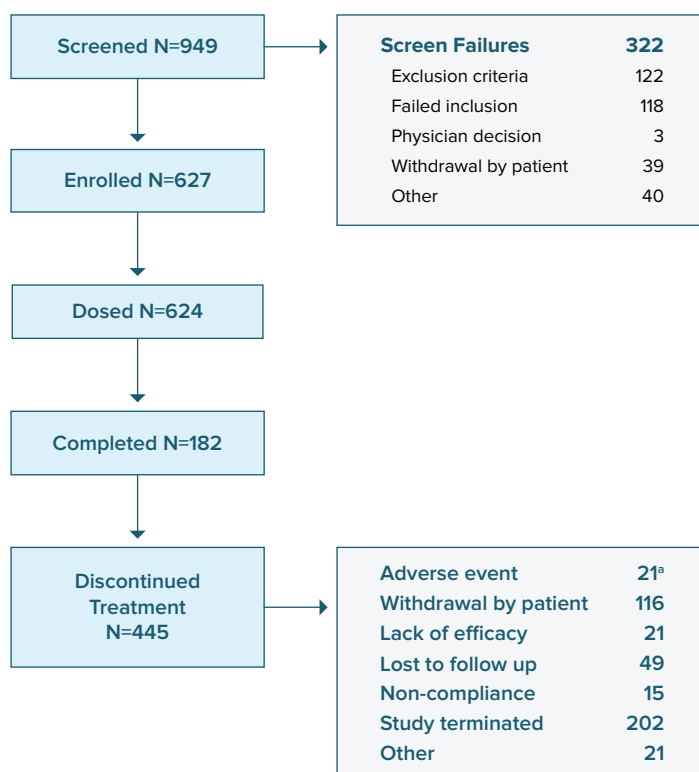 Screened N=949
Screen Failures 322
Exclusion criteria 122
Failed inclusion 118
Physician decision 3
Withdrawal by patient 39
Other 40
Enrolled N=627
Dosed N=624
Completed N=182
Discontinued
Treatment
N=445
Adverse event 21ᵃ
Withdrawal by patient 116
Lack of efficacy 21
Lost to follow up 49
Non-compliance 15
Study terminated 202
Other 21